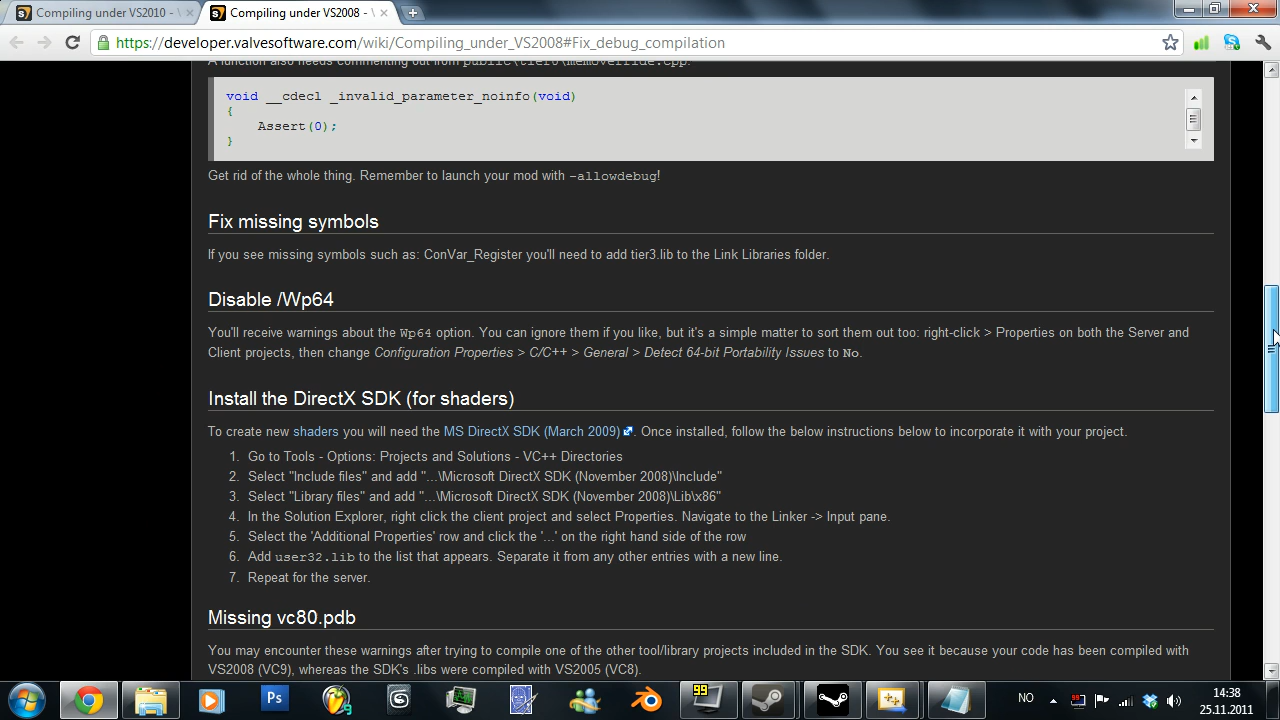 Compiling under VS2010 - \
Compiling under VS2008 - \
https://developer.valvesoftware.com/wiki/Compiling_under_VS2008#Fix_debug_compilation
A function also needs commenting out from public\tier0\memoverride.cpp:
void __cdecl _invalid_parameter_noinfo(void)
{
Assert(0);
}
Get rid of the whole thing. Remember to launch your mod with -allowdebug!
Fix missing symbols
If you see missing symbols such as: ConVar_Register you'll need to add tier3.lib to the Link Libraries folder.
Disable /Wp64
You'll receive warnings about the Wp64 option. You can ignore them if you like, but it's a simple matter to sort them out too: right-click > Properties on both the Server and
Client projects, then change Configuration Properties > C/C++ > General > Detect 64-bit Portability Issues to No.
Install the DirectX SDK (for shaders)
To create new shaders you will need the MS DirectX SDK (March 2009). Once installed, follow the below instructions below to incorporate it with your project.
1. Go to Tools - Options: Projects and Solutions - VC++ Directories
2. Select "Include files" and add "...\Microsoft DirectX SDK (November 2008)\Include"
3. Select "Library files" and add "...\Microsoft DirectX SDK (November 2008)\Lib\x86"
4. In the Solution Explorer, right click the client project and select Properties. Navigate to the Linker -> Input pane.
5. Select the 'Additional Properties' row and click the '...' on the right hand side of the row
6. Add user32.lib to the list that appears. Separate it from any other entries with a new line.
7. Repeat for the server.
Missing vc80.pdb
You may encounter these warnings after trying to compile one of the other tool/library projects included in the SDK. You see it because your code has been compiled with
VS2008 (VC9), whereas the SDK's .libs were compiled with VS2005 (VC8).
Ps
99
NO
99
14:38
25.11.2011